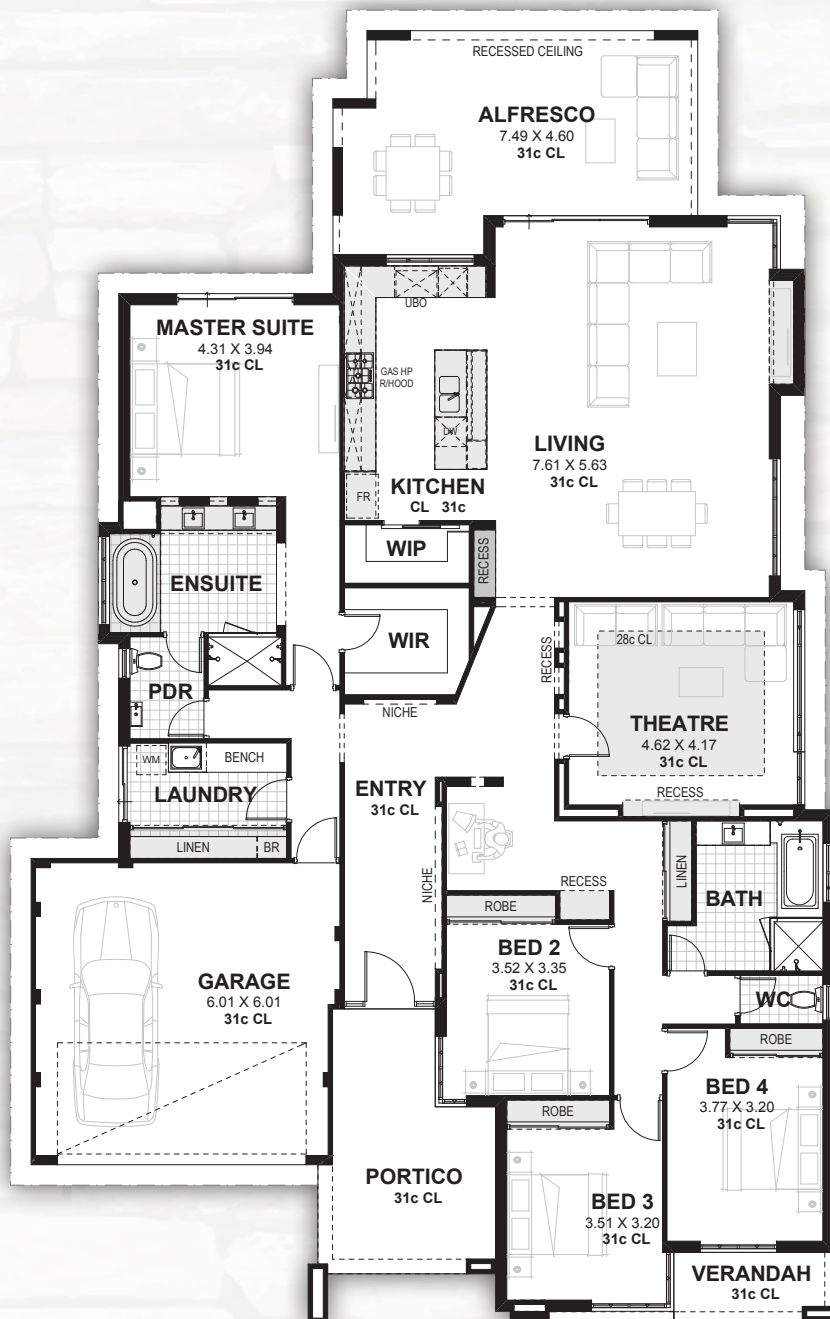 RECESSED CEILING
ALFRESCO
7.49 X 4.60
31c CL
UBO
MASTER SUITE
4.31 X 3.94
31c CL
GAS HP
R/HOOD
DW
LIVING
7.61 X 5.63
31c CL
FR
KITCHEN
CL 31c
WIP
RECESS
ENSUITE
WIR
28c CL
RECESS
PDR
NICHE
THEATRE
4.62 X 4.17
31c CL
WM
BENCH
LAUNDRY
ENTRY
31c CL
RECESS
LINEN
BR
NICHE
RECESS
LINEN
BATH
ROBE
BED 2
3.52 X 3.35
31c CL
GARAGE
6.01 X 6.01
31c CL
WC
ROBE
BED 4
3.77 X 3.20
31c CL
ROBE
PORTICO
31c CL
BED 3
3.51 X 3.20
31c CL
VERANDAH
31c CL